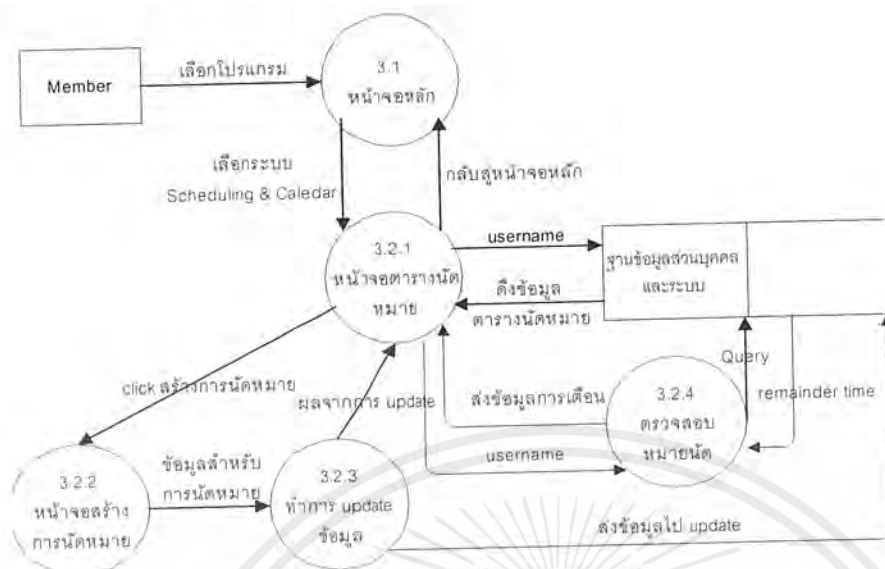 Member
เลือกโปรแกรม
3.1
หน้าจอหลัก
เลือกระบบ
Scheduling & Caledar
กลับสู่หน้าจอหลัก
3.2.1
หน้าจอตารางนัด
หมาย
username
ฐานข้อมูลส่วนบุคคล
และระบบ
ดึงข้อมูล
ตารางนัดหมาย
click สร้างการนัดหมาย
ผลจากการ update
ส่งข้อมูลการเตือน
Query
remainder time
3.2.4
ตรวจสอบ
หมายนัด
username
3.2.2
หน้าจอสร้าง
การนัดหมาย
ข้อมูลสำหรับ
การนัดหมาย
3.2.3
ทำการ update
ข้อมูล
ส่งข้อมูลไป update